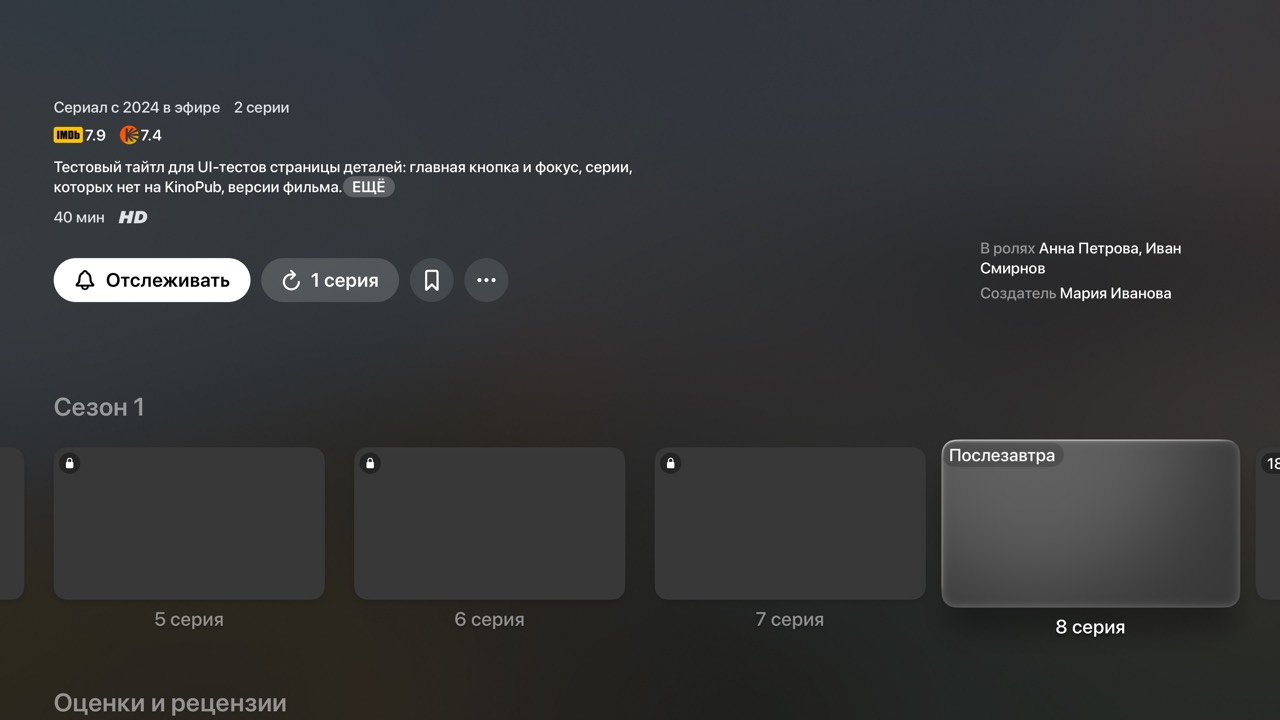 Сериал с 2024 в эфире 2 серии
IMDb 7.9 7.4
Тестовый тайтл для UI-тестов страницы деталей: главная кнопка и фокус, серии,
которых нет на KinoPub, версии фильма. ЕЩЁ
40 мин HD
В ролях Анна Петрова, Иван
Смирнов
Создатель Мария Иванова
Отслеживать 1 серия
Сезон 1
Послезавтра
18
5 серия 6 серия 7 серия 8 серия
Оценки и рецензии